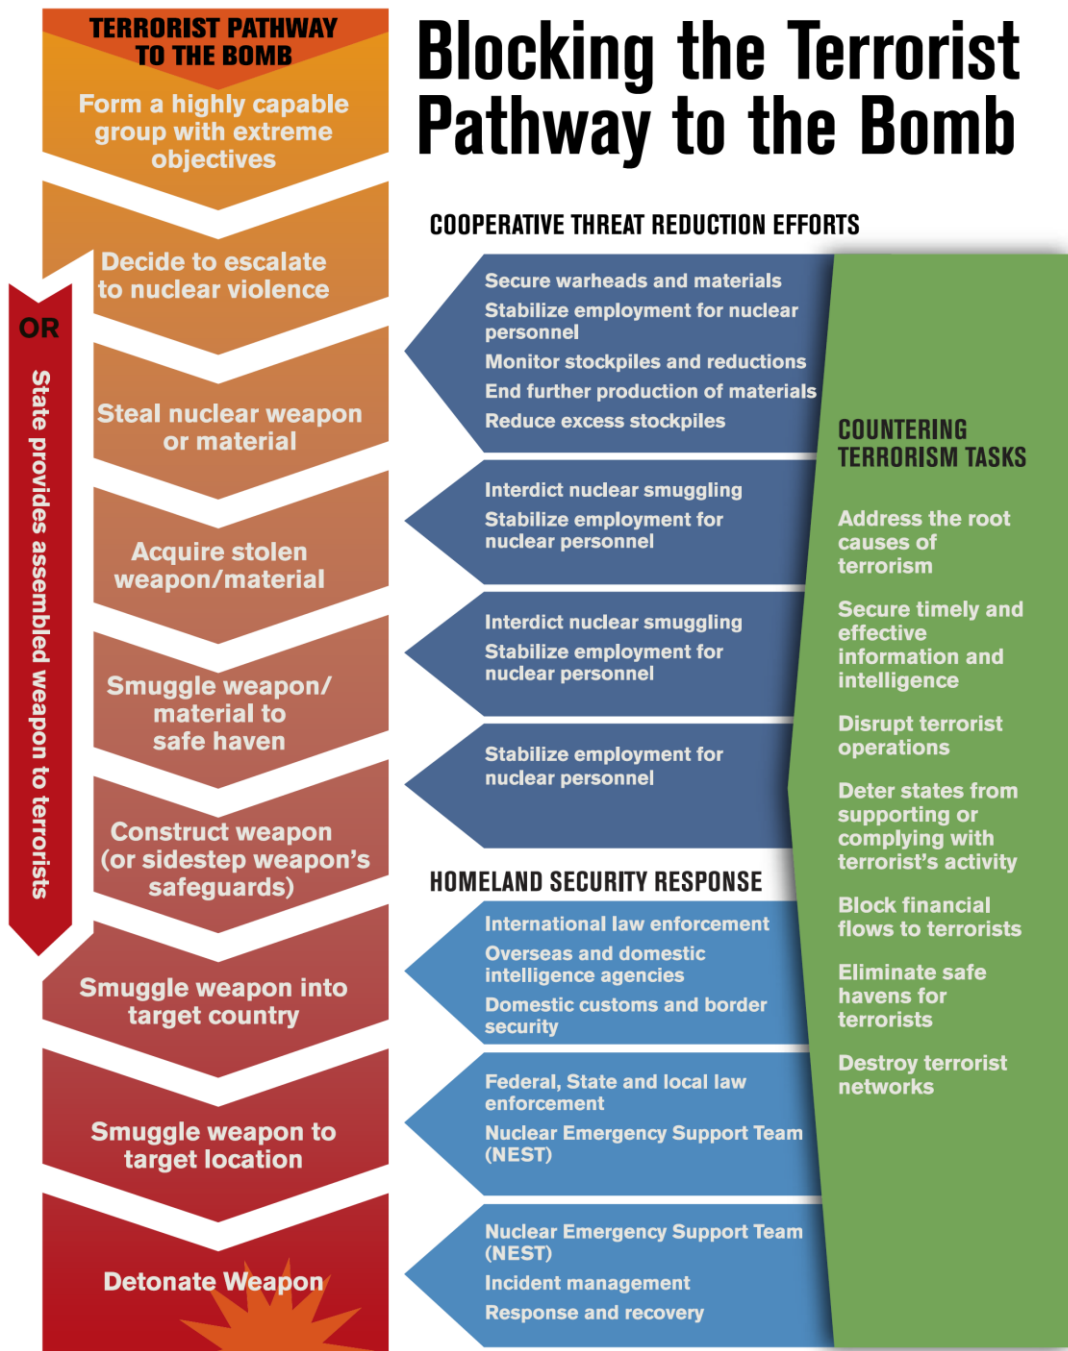 TERRORIST PATHWAY
TO THE BOMB
Form a highly capable
group with extreme
objectives
Decide to escalate
to nuclear violence
Steal nuclear weapon
or material
Acquire stolen
weapon/material
Smuggle weapon/
material to
safe haven
Construct weapon
(or sidestep weapon's
safeguards)
Smuggle weapon into
target country
Smuggle weapon to
target location
Detonate Weapon
OR
State provides assembled weapon to terrorists
Blocking the Terrorist
Pathway to the Bomb
COOPERATIVE THREAT REDUCTION EFFORTS
Secure warheads and materials
Stabilize employment for nuclear
personnel
Monitor stockpiles and reductions
End further production of materials
Reduce excess stockpiles
Interdict nuclear smuggling
Stabilize employment for
nuclear personnel
Interdict nuclear smuggling
Stabilize employment for
nuclear personnel
Stabilize employment for
nuclear personnel
HOMELAND SECURITY RESPONSE
International law enforcement
Overseas and domestic
intelligence agencies
Domestic customs and border
security
Federal, State and local law
enforcement
Nuclear Emergency Support Team
(NEST)
Nuclear Emergency Support Team
(NEST)
Incident management
Response and recovery
COUNTERING
TERRORISM TASKS
Address the root
causes of
terrorism
Secure timely and
effective
information and
intelligence
Disrupt terrorist
operations
Deter states from
supporting or
complying with
terrorist's activity
Block financial
flows to terrorists
Eliminate safe
havens for
terrorists
Destroy terrorist
networks